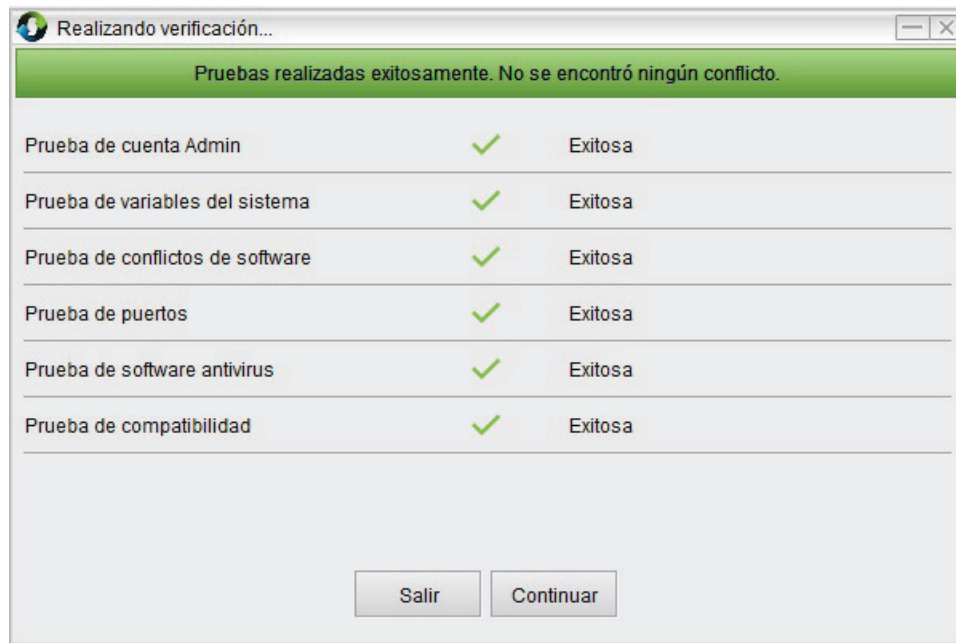 Realizando verificación...
Pruebas realizadas exitosamente. No se encontró ningún conflicto.
Prueba de cuenta Admin Exitosa
Prueba de variables del sistema Exitosa
Prueba de conflictos de software Exitosa
Prueba de puertos Exitosa
Prueba de software antivirus Exitosa
Prueba de compatibilidad Exitosa
Salir Continuar